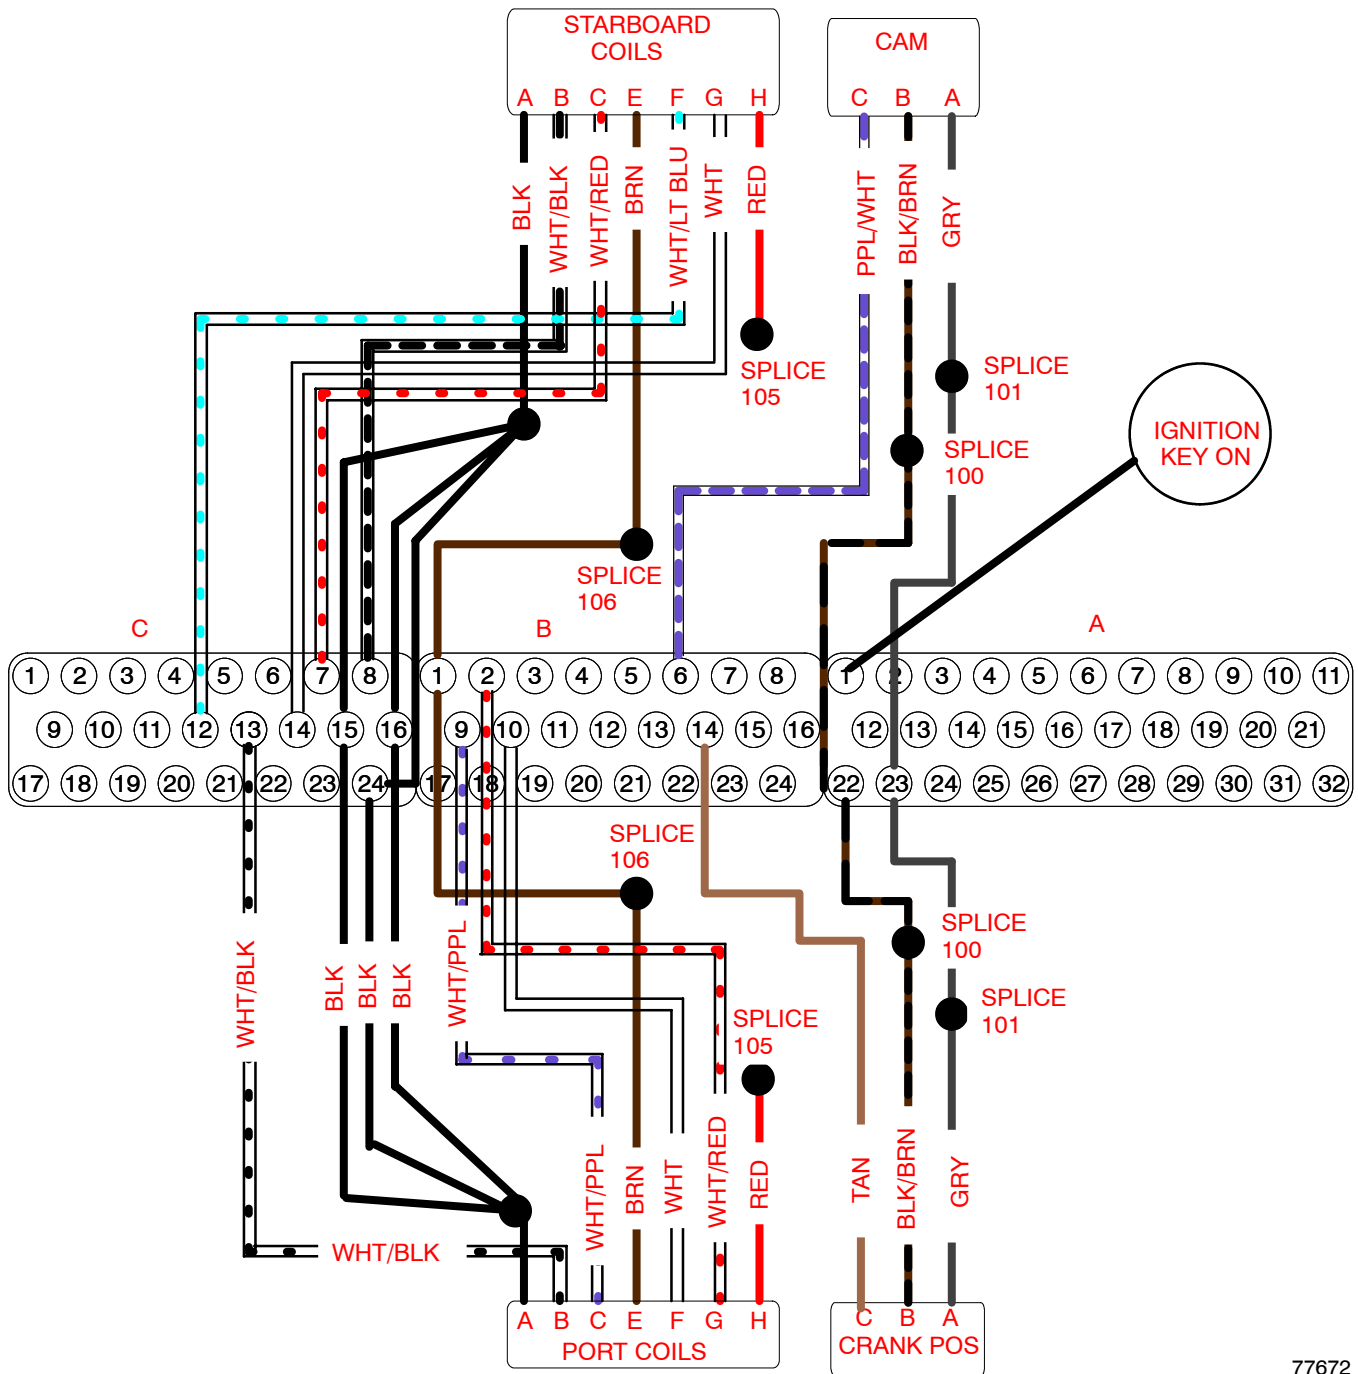 STARBOARD
COILS
A B C E F G H
CAM
C B A
BLK
WHT/BLK
WHT/RED
BRN
WHT/LT BLU
WHT
RED
PPL/WHT
BLK/BRN
GRY
SPLICE
105
SPLICE
101
SPLICE
100
IGNITION
KEY ON
SPLICE
106
C
B
A
1 2 3 4 5 6 7 8
9 10 11 12 13 14 15 16
17 18 19 20 21 22 23 24
1 2 3 4 5 6 7 8
9 10 11 12 13 14 15 16
17 18 19 20 21 22 23 24
1 2 3 4 5 6 7 8 9 10 11
12 13 14 15 16 17 18 19 20 21
22 23 24 25 26 27 28 29 30 31 32
SPLICE
106
WHT/BLK
BLK
BLK
BLK
WHT/PPL
SPLICE
100
SPLICE
101
SPLICE
105
WHT/PPL
BRN
WHT
WHT/RED
RED
TAN
BLK/BRN
GRY
WHT/BLK
A B C E F G H
PORT COILS
C B A
CRANK POS
77672